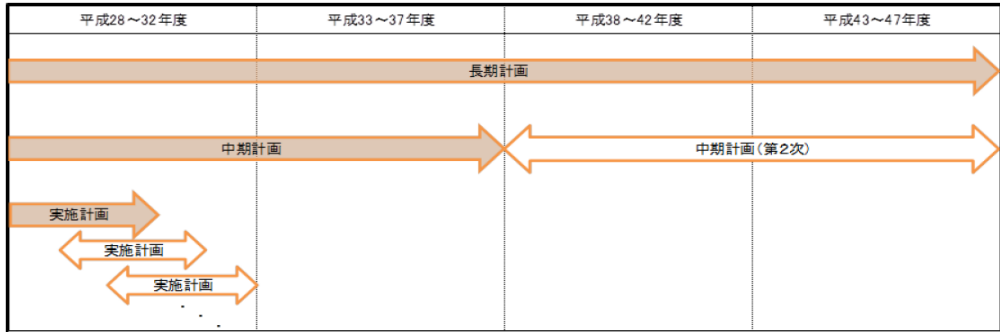 平成28～32年度 平成33～37年度 平成38～42年度 平成43～47年度
長期計画
中期計画 中期計画(第2次)
実施計画
実施計画
実施計画